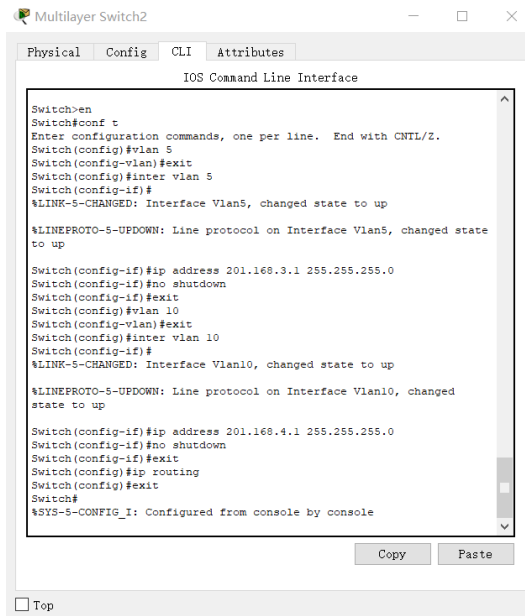 Multilayer Switch2
Physical Config CLI Attributes
IOS Command Line Interface
Switch>en
Switch#conf t
Enter configuration commands, one per line.  End with CNTL/Z.
Switch(config)#vlan 5
Switch(config-vlan)#exit
Switch(config)#inter vlan 5
Switch(config-if)#
%LINK-5-CHANGED: Interface Vlan5, changed state to up
%LINEPROTO-5-UPDOWN: Line protocol on Interface Vlan5, changed state
to up
Switch(config-if)#ip address 201.168.3.1 255.255.255.0
Switch(config-if)#no shutdown
Switch(config-if)#exit
Switch(config)#vlan 10
Switch(config-vlan)#exit
Switch(config)#inter vlan 10
Switch(config-if)#
%LINK-5-CHANGED: Interface Vlan10, changed state to up
%LINEPROTO-5-UPDOWN: Line protocol on Interface Vlan10, changed
state to up
Switch(config-if)#ip address 201.168.4.1 255.255.255.0
Switch(config-if)#no shutdown
Switch(config-if)#exit
Switch(config)#ip routing
Switch(config)#exit
Switch#
%SYS-5-CONFIG_I: Configured from console by console
Copy Paste
Top